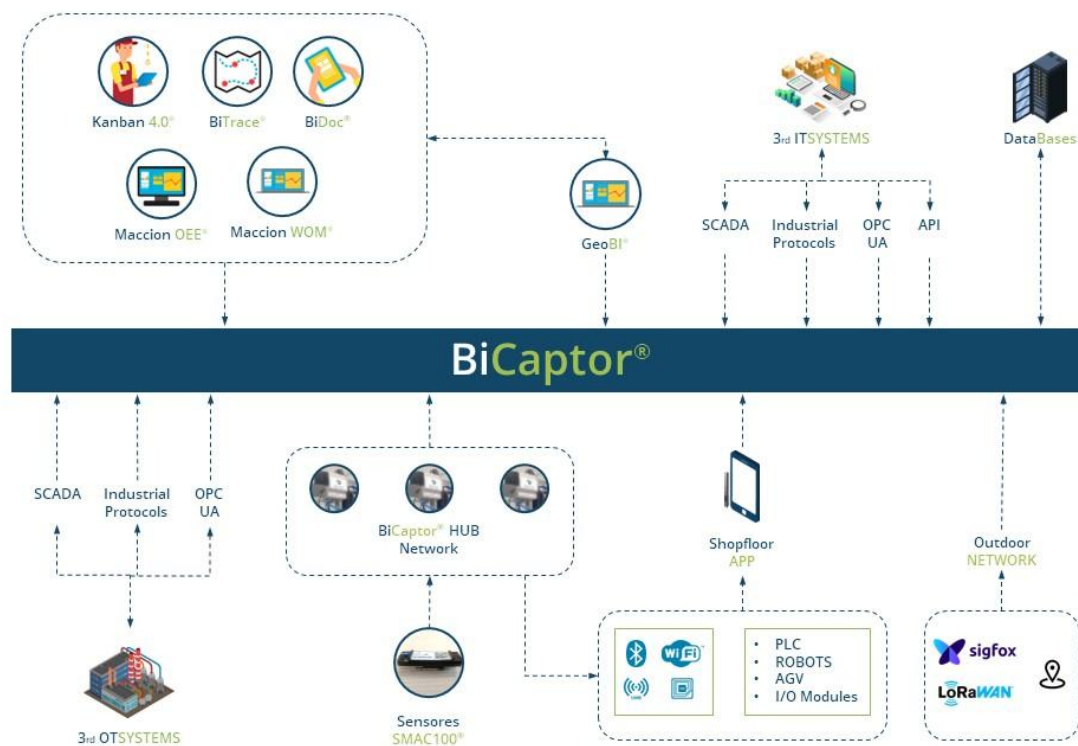 Kanban 4.0®
BiTrace®
BiDoc®
Maccion OEE®
Maccion WOM®
GeoBI®
3rd ITSYSTEMS
DataBases
SCADA
Industrial
Protocols
OPC
UA
API
BiCaptor®
SCADA
Industrial
Protocols
OPC
UA
BiCaptor® HUB
Network
Shopfloor
APP
Outdoor
NETWORK
3rd OTSYSTEMS
Sensores
SMAC100®
WiFi
• PLC
• ROBOTS
• AGV
• I/O Modules
sigfox
LoRaWAN